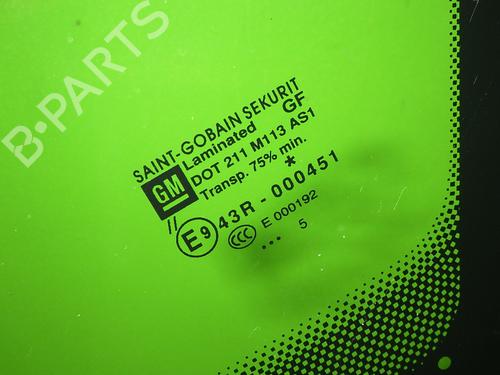 B-PARTS
SAINT-GOBAIN SEKURIT
Laminated GF
DOT 211 M113 AS1
Transp. 75% min.
GM
// *
E9 43R - 000451
CCC E 000192
... 5